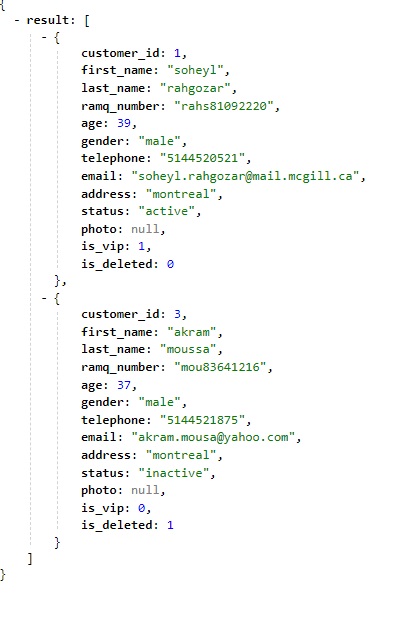 {
- result: [
- {
customer_id: 1,
first_name: "soheyl",
last_name: "rahgozar",
ramq_number: "rahs81092220",
age: 39,
gender: "male",
telephone: "5144520521",
email: "soheyl.rahgozar@mail.mcgill.ca",
address: "montreal",
status: "active",
photo: null,
is_vip: 1,
is_deleted: 0
},
- {
customer_id: 3,
first_name: "akram",
last_name: "moussa",
ramq_number: "mou83641216",
age: 37,
gender: "male",
telephone: "5144521875",
email: "akram.mousa@yahoo.com",
address: "montreal",
status: "inactive",
photo: null,
is_vip: 0,
is_deleted: 1
}
]
}